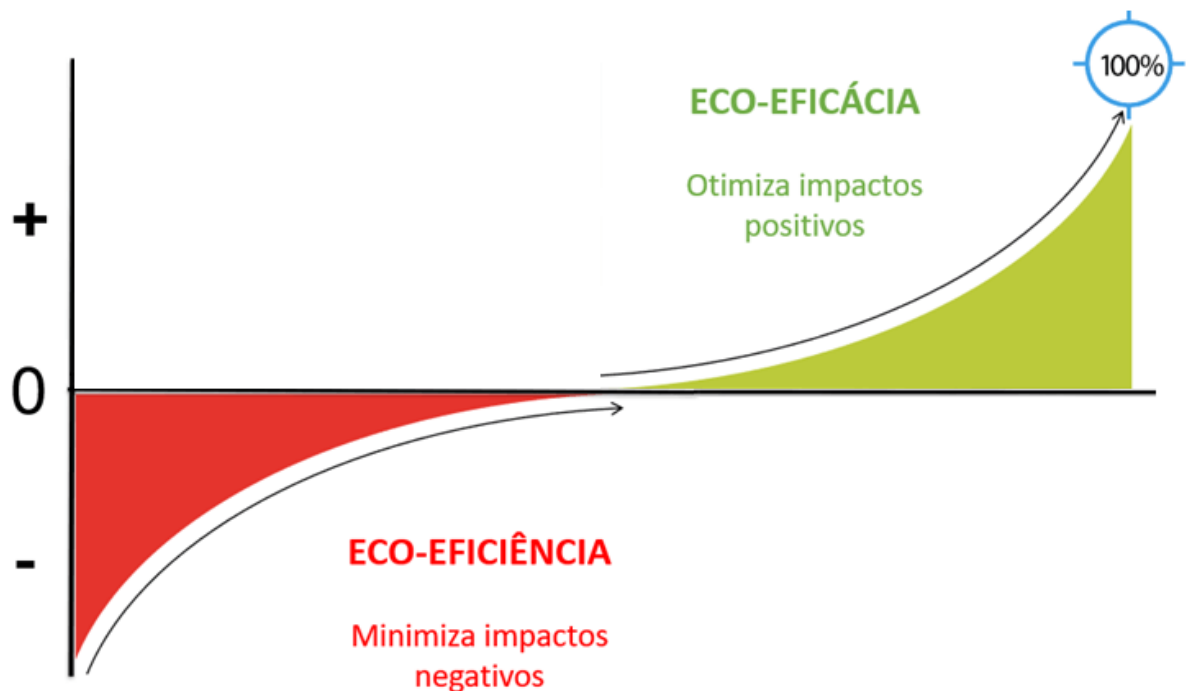 100%
ECO-EFICÁCIA
Otimiza impactos
positivos
+
0
-
ECO-EFICIÊNCIA
Minimiza impactos
negativos